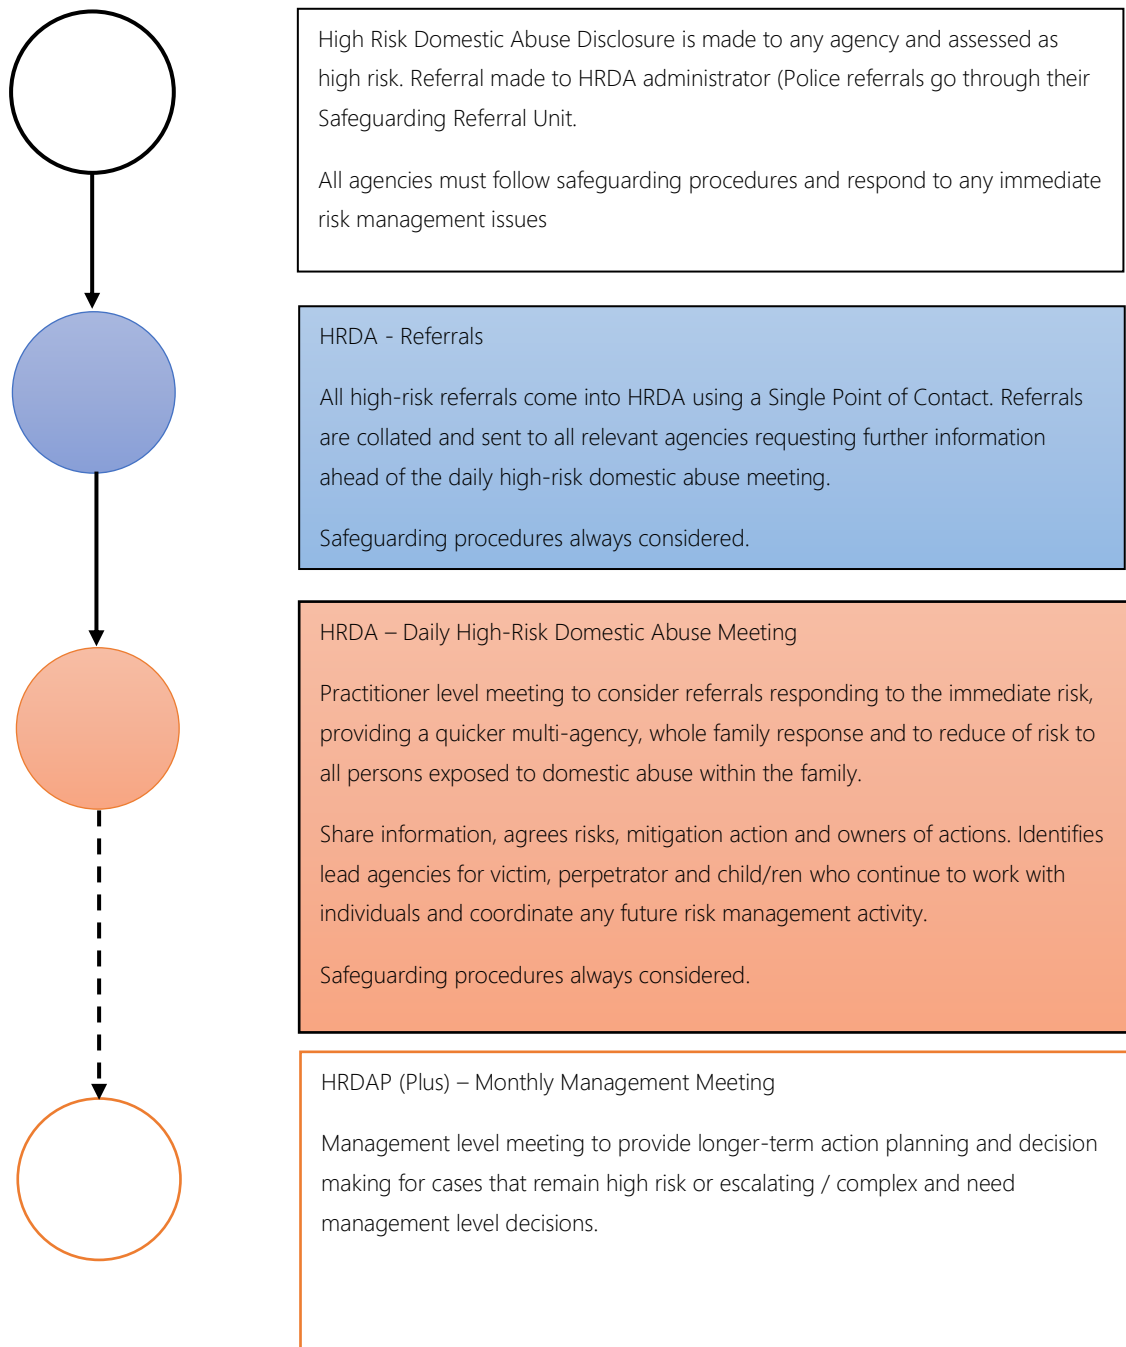 High Risk Domestic Abuse Disclosure is made to any agency and assessed as
high risk. Referral made to HRDA administrator (Police referrals go through their
Safeguarding Referral Unit.
All agencies must follow safeguarding procedures and respond to any immediate
risk management issues
HRDA - Referrals
All high-risk referrals come into HRDA using a Single Point of Contact. Referrals
are collated and sent to all relevant agencies requesting further information
ahead of the daily high-risk domestic abuse meeting.
Safeguarding procedures always considered.
HRDA – Daily High-Risk Domestic Abuse Meeting
Practitioner level meeting to consider referrals responding to the immediate risk,
providing a quicker multi-agency, whole family response and to reduce of risk to
all persons exposed to domestic abuse within the family.
Share information, agrees risks, mitigation action and owners of actions. Identifies
lead agencies for victim, perpetrator and child/ren who continue to work with
individuals and coordinate any future risk management activity.
Safeguarding procedures always considered.
HRDAP (Plus) – Monthly Management Meeting
Management level meeting to provide longer-term action planning and decision
making for cases that remain high risk or escalating / complex and need
management level decisions.